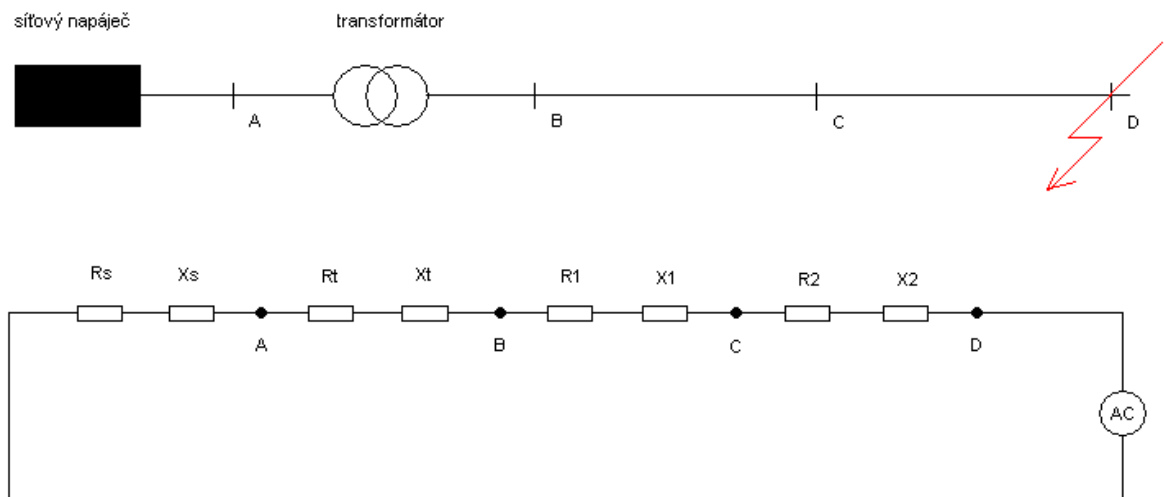 síťový napáječ transformátor
A B C D
Rs Xs Rt Xt R1 X1 R2 X2
A B C D
AC